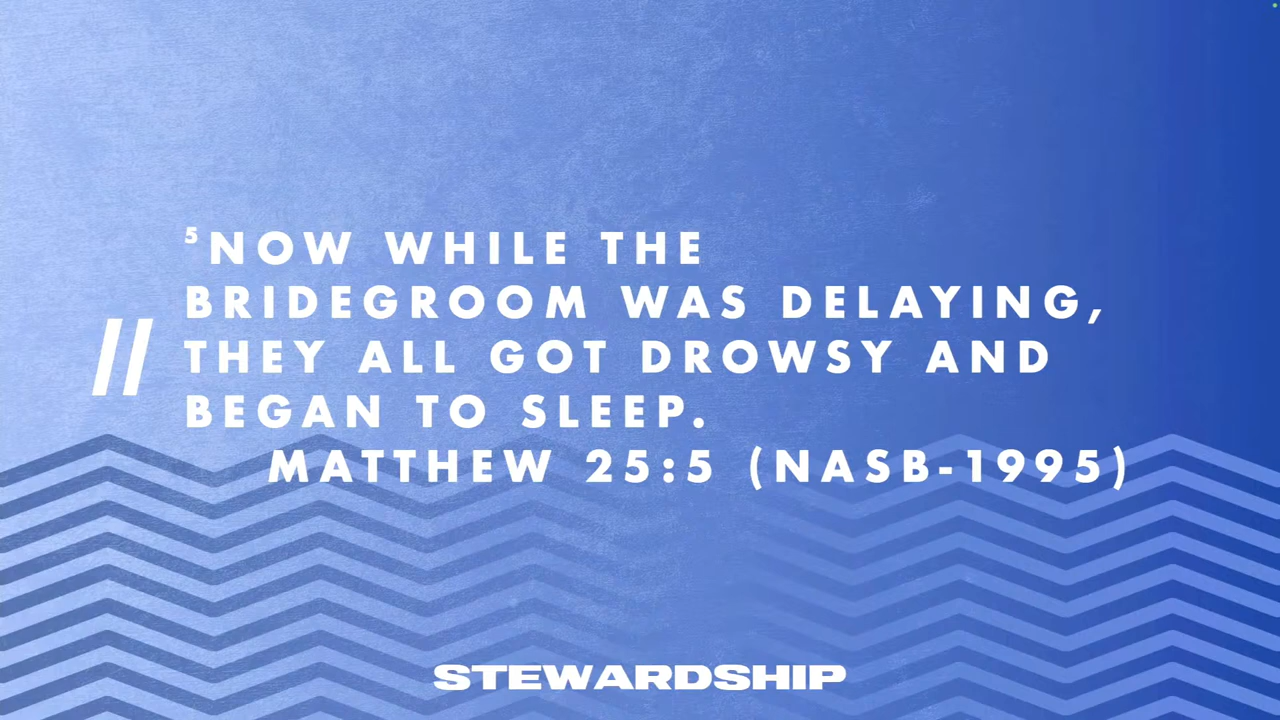 ⁵NOW WHILE THE
BRIDEGROOM WAS DELAYING,
// THEY ALL GOT DROWSY AND
BEGAN TO SLEEP.
MATTHEW 25:5 (NASB-1995)
STEWARDSHIP